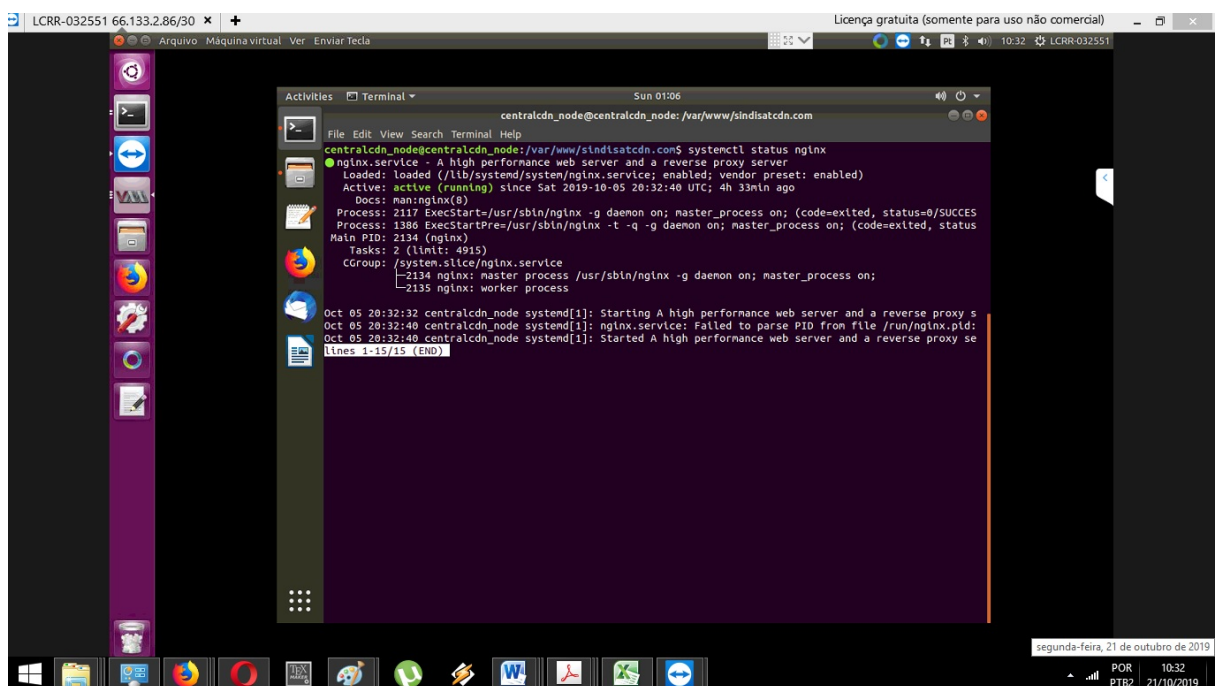 LCRR-032551 66.133.2.86/30 × +
Licença gratuita (somente para uso não comercial)
Arquivo Máquina virtual Ver Enviar Tecla
Pt 10:32 LCRR-032551
Activities Terminal Sun 01:06
centralcdn_node@centralcdn_node: /var/www/sindisatcdn.com
File Edit View Search Terminal Help
centralcdn_node@centralcdn_node:/var/www/sindisatcdn.com$ systemctl status nginx
nginx.service - A high performance web server and a reverse proxy server
Loaded: loaded (/lib/systemd/system/nginx.service; enabled; vendor preset: enabled)
Active: active (running) since Sat 2019-10-05 20:32:40 UTC; 4h 33min ago
Docs: man:nginx(8)
Process: 2117 ExecStart=/usr/sbin/nginx -g daemon on; master_process on; (code=exited, status=0/SUCCES
Process: 1386 ExecStartPre=/usr/sbin/nginx -t -q -g daemon on; master_process on; (code=exited, status
Main PID: 2134 (nginx)
Tasks: 2 (limit: 4915)
CGroup: /system.slice/nginx.service
├─2134 nginx: master process /usr/sbin/nginx -g daemon on; master_process on;
└─2135 nginx: worker process
Oct 05 20:32:32 centralcdn_node systemd[1]: Starting A high performance web server and a reverse proxy s
Oct 05 20:32:40 centralcdn_node systemd[1]: nginx.service: Failed to parse PID from file /run/nginx.pid:
Oct 05 20:32:40 centralcdn_node systemd[1]: Started A high performance web server and a reverse proxy se
lines 1-15/15 (END)
segunda-feira, 21 de outubro de 2019
POR 10:32
PTB2 21/10/2019